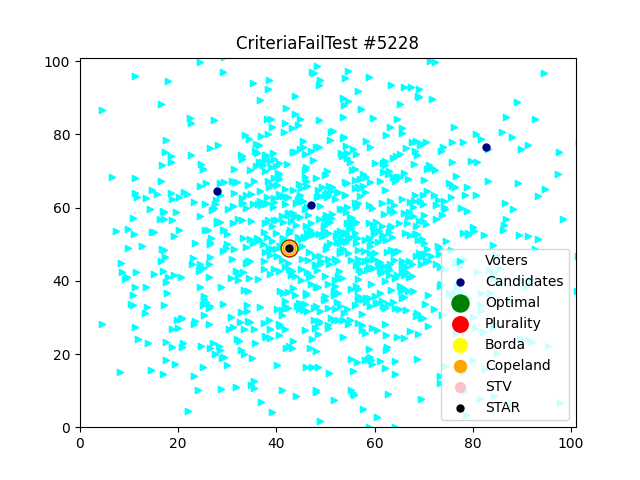 CriteriaFailTest #5228
100
80
60
40
20
0
0 20 40 60 80 100
Voters
Candidates
Optimal
Plurality
Borda
Copeland
STV
STAR